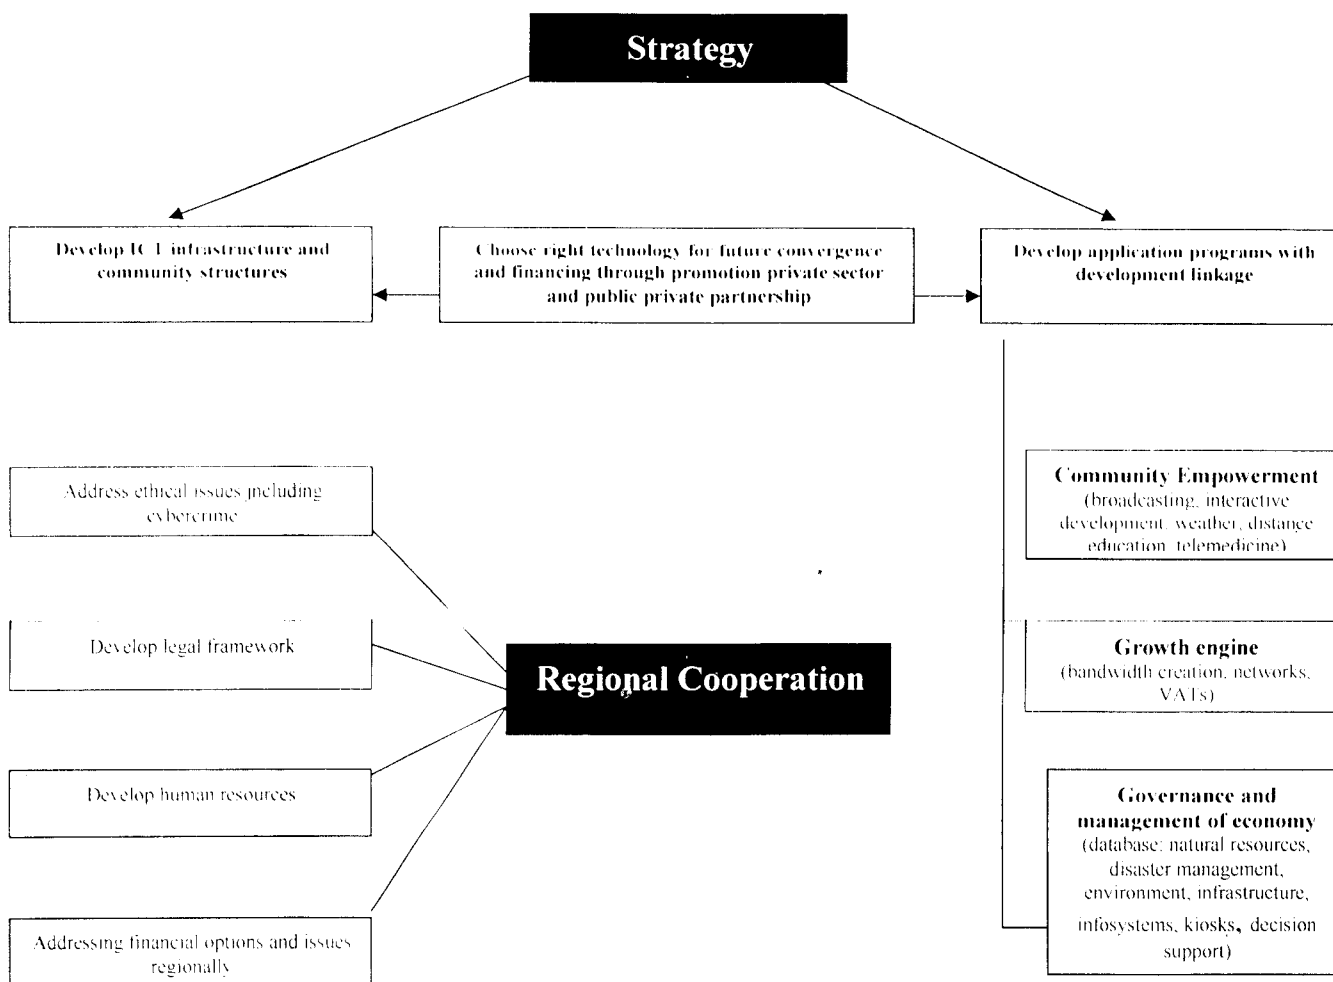 Strategy
Develop ICT infrastructure and
community structures
Choose right technology for future convergence
and financing through promotion private sector
and public private partnership
Develop application programs with
development linkage
Address ethical issues including
cybercrime
Develop legal framework
Develop human resources
Addressing financial options and issues
regionally
Regional Cooperation
Community Empowerment
(broadcasting, interactive
development, weather, distance
education, telemedicine)
Growth engine
(bandwidth creation, networks,
VATs)
Governance and
management of economy
(database: natural resources,
disaster management,
environment, infrastructure,
infosystems, kiosks, decision
support)